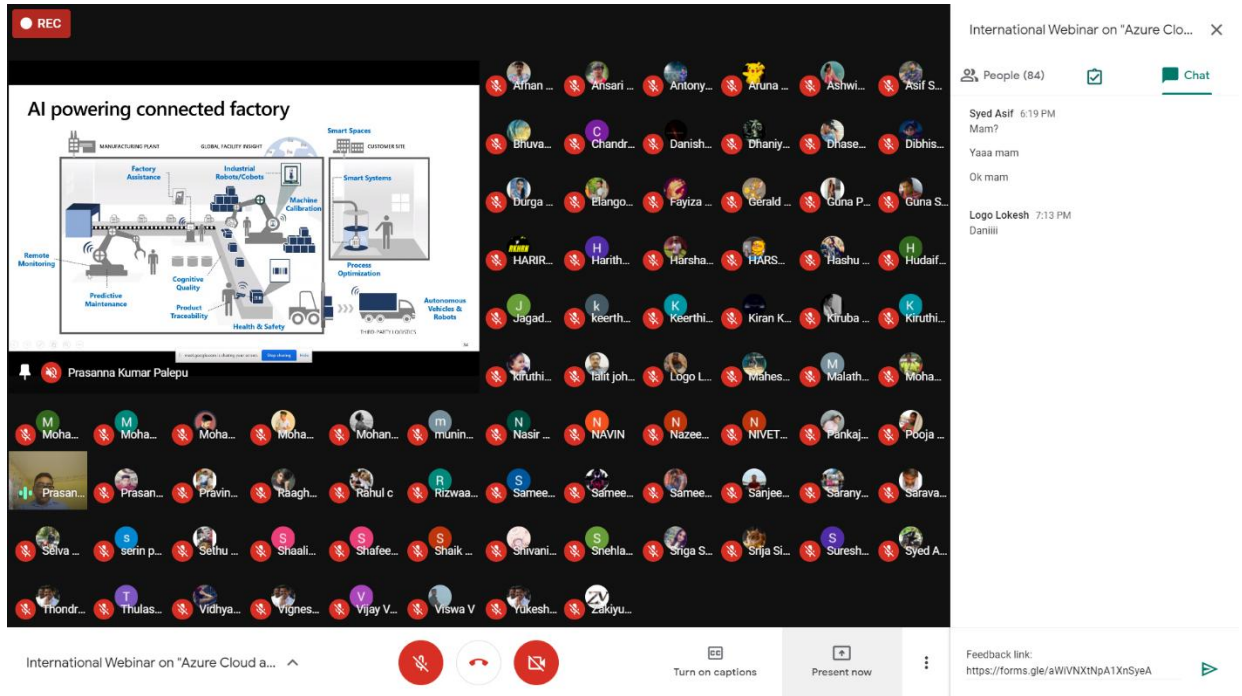 REC
AI powering connected factory
MANUFACTURING PLANT
GLOBAL FACILITY INSIGHT
Smart Spaces
CUSTOMER SITE
Factory
Assistance
Industrial
Robots/Cobots
Smart Systems
Machine
Calibration
Remote
Monitoring
Cognitive
Quality
Process
Optimization
Predictive
Maintenance
Product
Traceability
Health & Safety
Autonomous
Vehicles &
Robots
THIRD-PARTY LOGISTICS
Stop sharing
Hide
Prasanna Kumar Palepu
Afnan ... Ansari ... Antony... Aruna ... Ashwi... Asif S...
C
Bhuva... Chandr... Danish... Dhaniy... Dhase... Dibhis...
Durga ... Elango... Fayiza ... Gerald ... Guna P... Guna S...
H H
HARIR... Harith... Harsha... HARS... Hashu ... Hudaif...
J k K K
Jagad... keerth... Keerthi... Kiran K... Kiruba ... Kiruthi...
M
kiruthi... lalit joh... Logo L... Mahes... Malath... Moha...
M M m N N N N
Moha... Moha... Moha... Moha... Mohan... munin... Nasir ... NAVIN Nazee... NIVET... Pankaj... Pooja ...
R S
Prasan... Prasan... Pravin... Raagh... Rahul c Rizwaa... Samee... Samee... Samee... Sanjee... Sarany... Sarava...
s S S S S S
Selva ... serin p... Sethu ... Shaali... Shafee... Shaik ... Shivani... Snehla... Sriga S... Srija Si... Suresh... Syed A...
T V
Thondr... Thulas... Vidhya... Vignes... Vijay V... Viswa V Yukesh... Zakiyu...
International Webinar on "Azure Cloud a...
Turn on captions
Present now
International Webinar on "Azure Clo...
People (84)
Chat
Syed Asif 6:19 PM
Mam?
Yaaa mam
Ok mam
Logo Lokesh 7:13 PM
Daniiii
Feedback link:
https://forms.gle/aWiVNXtNpA1XnSyeA